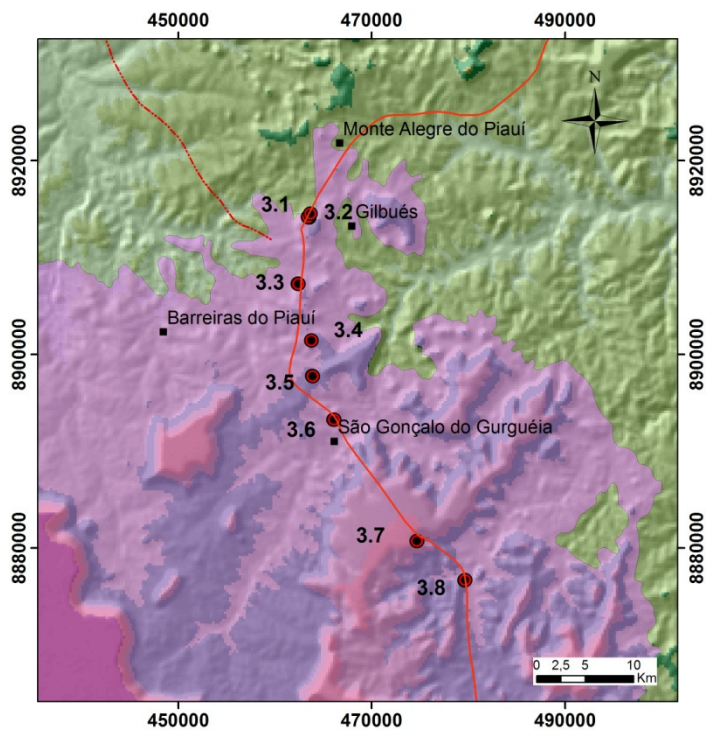 450000 470000 490000
N
Monte Alegre do Piauí
8920000 8920000
3.1 3.2 Gilbués
3.3
Barreiras do Piauí 3.4
8900000 8900000
3.5
3.6 São Gonçalo do Gurguéia
3.7
8880000 8880000
3.8
0 2,5 5 10
Km
450000 470000 490000